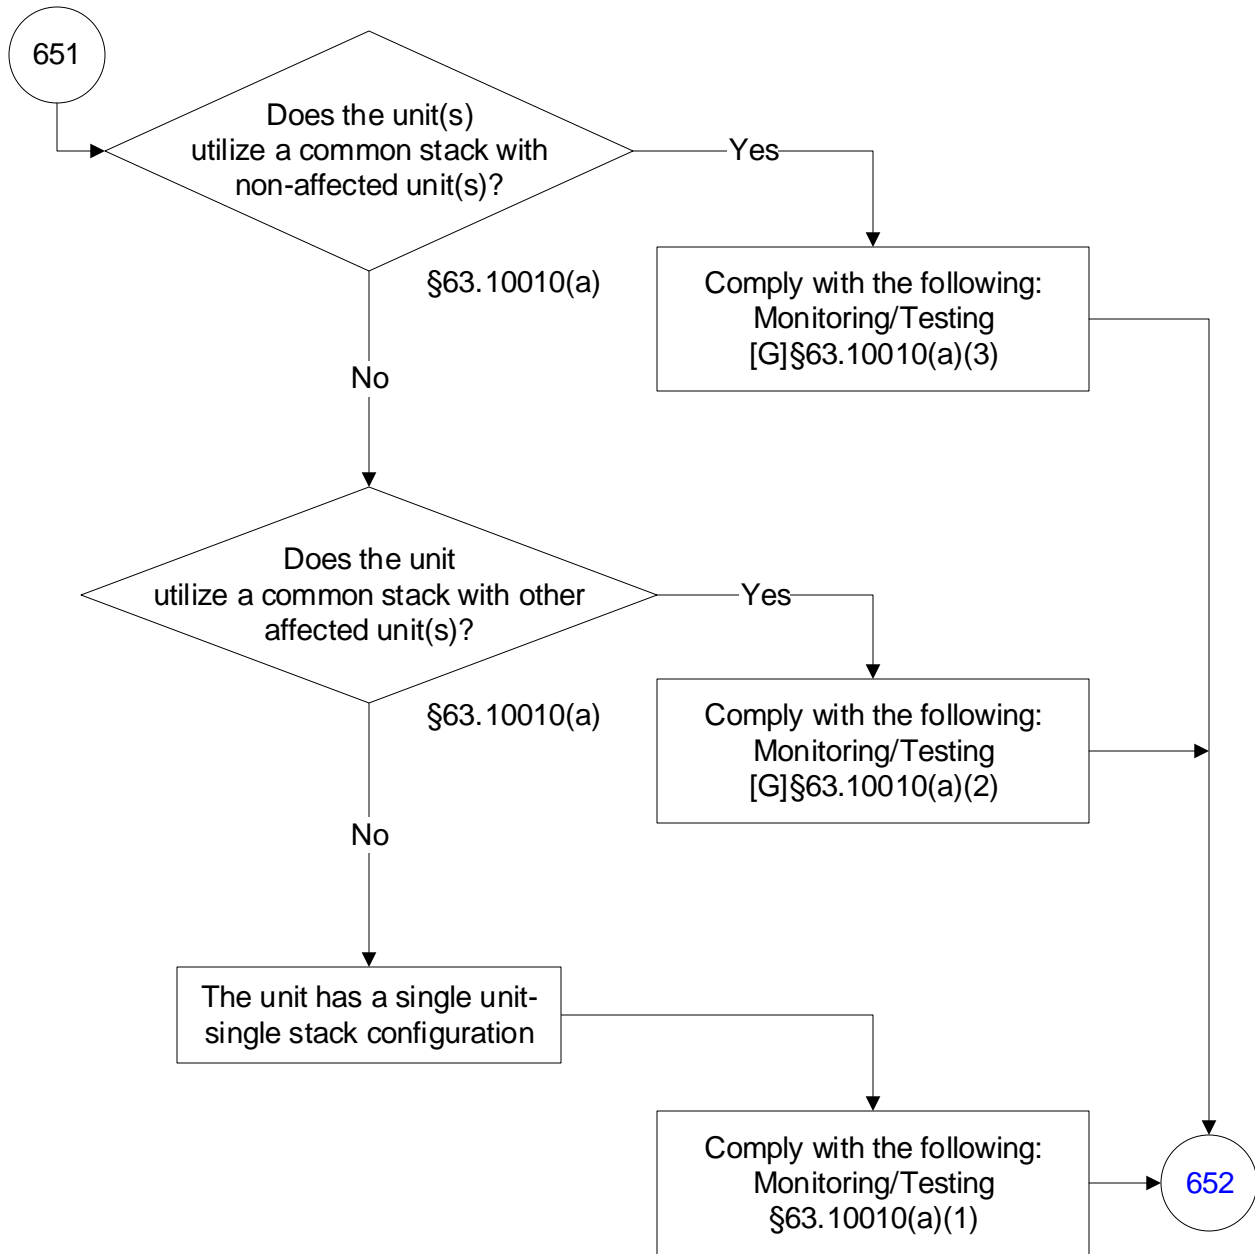 651
Does the unit(s)
utilize a common stack with
non-affected unit(s)?
Yes
§63.10010(a)
Comply with the following:
Monitoring/Testing
[G]§63.10010(a)(3)
No
Does the unit
utilize a common stack with other
affected unit(s)?
Yes
§63.10010(a)
Comply with the following:
Monitoring/Testing
[G]§63.10010(a)(2)
No
The unit has a single unit-
single stack configuration
Comply with the following:
Monitoring/Testing
§63.10010(a)(1)
652